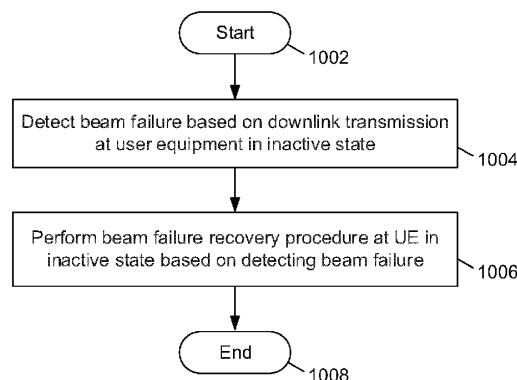 Start
1002
Detect beam failure based on downlink transmission
at user equipment in inactive state
1004
Perform beam failure recovery procedure at UE in
inactive state based on detecting beam failure
1006
End
1008